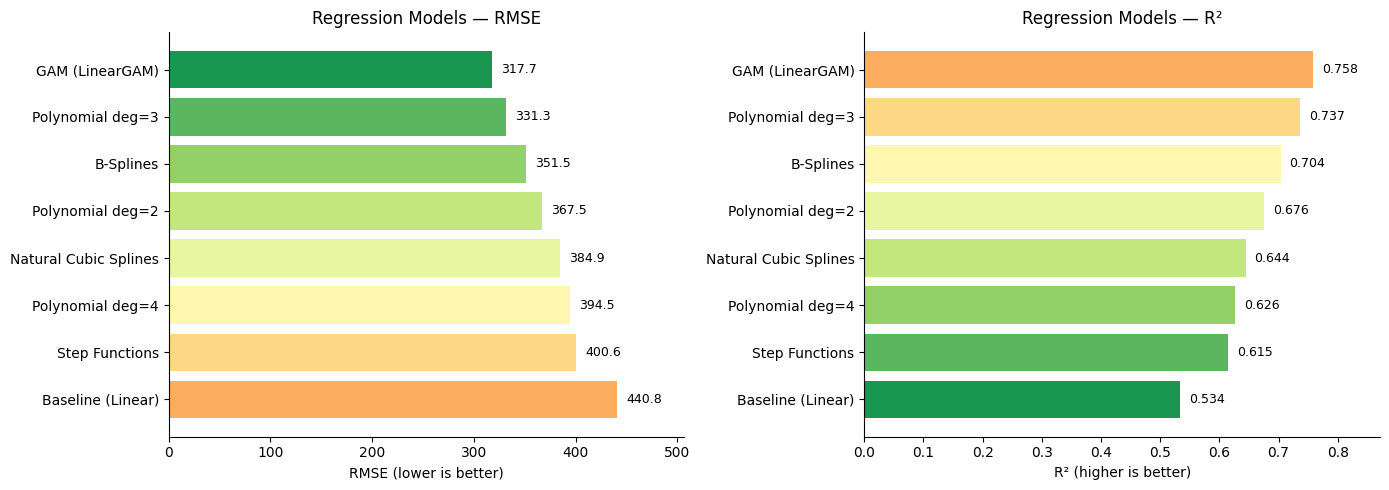 Regression Models — RMSE
GAM (LinearGAM)
317.7
Polynomial deg=3
331.3
B-Splines
351.5
Polynomial deg=2
367.5
Natural Cubic Splines
384.9
Polynomial deg=4
394.5
Step Functions
400.6
Baseline (Linear)
440.8
0 100 200 300 400 500
RMSE (lower is better)
Regression Models — R²
GAM (LinearGAM)
0.758
Polynomial deg=3
0.737
B-Splines
0.704
Polynomial deg=2
0.676
Natural Cubic Splines
0.644
Polynomial deg=4
0.626
Step Functions
0.615
Baseline (Linear)
0.534
0.0 0.1 0.2 0.3 0.4 0.5 0.6 0.7 0.8
R² (higher is better)